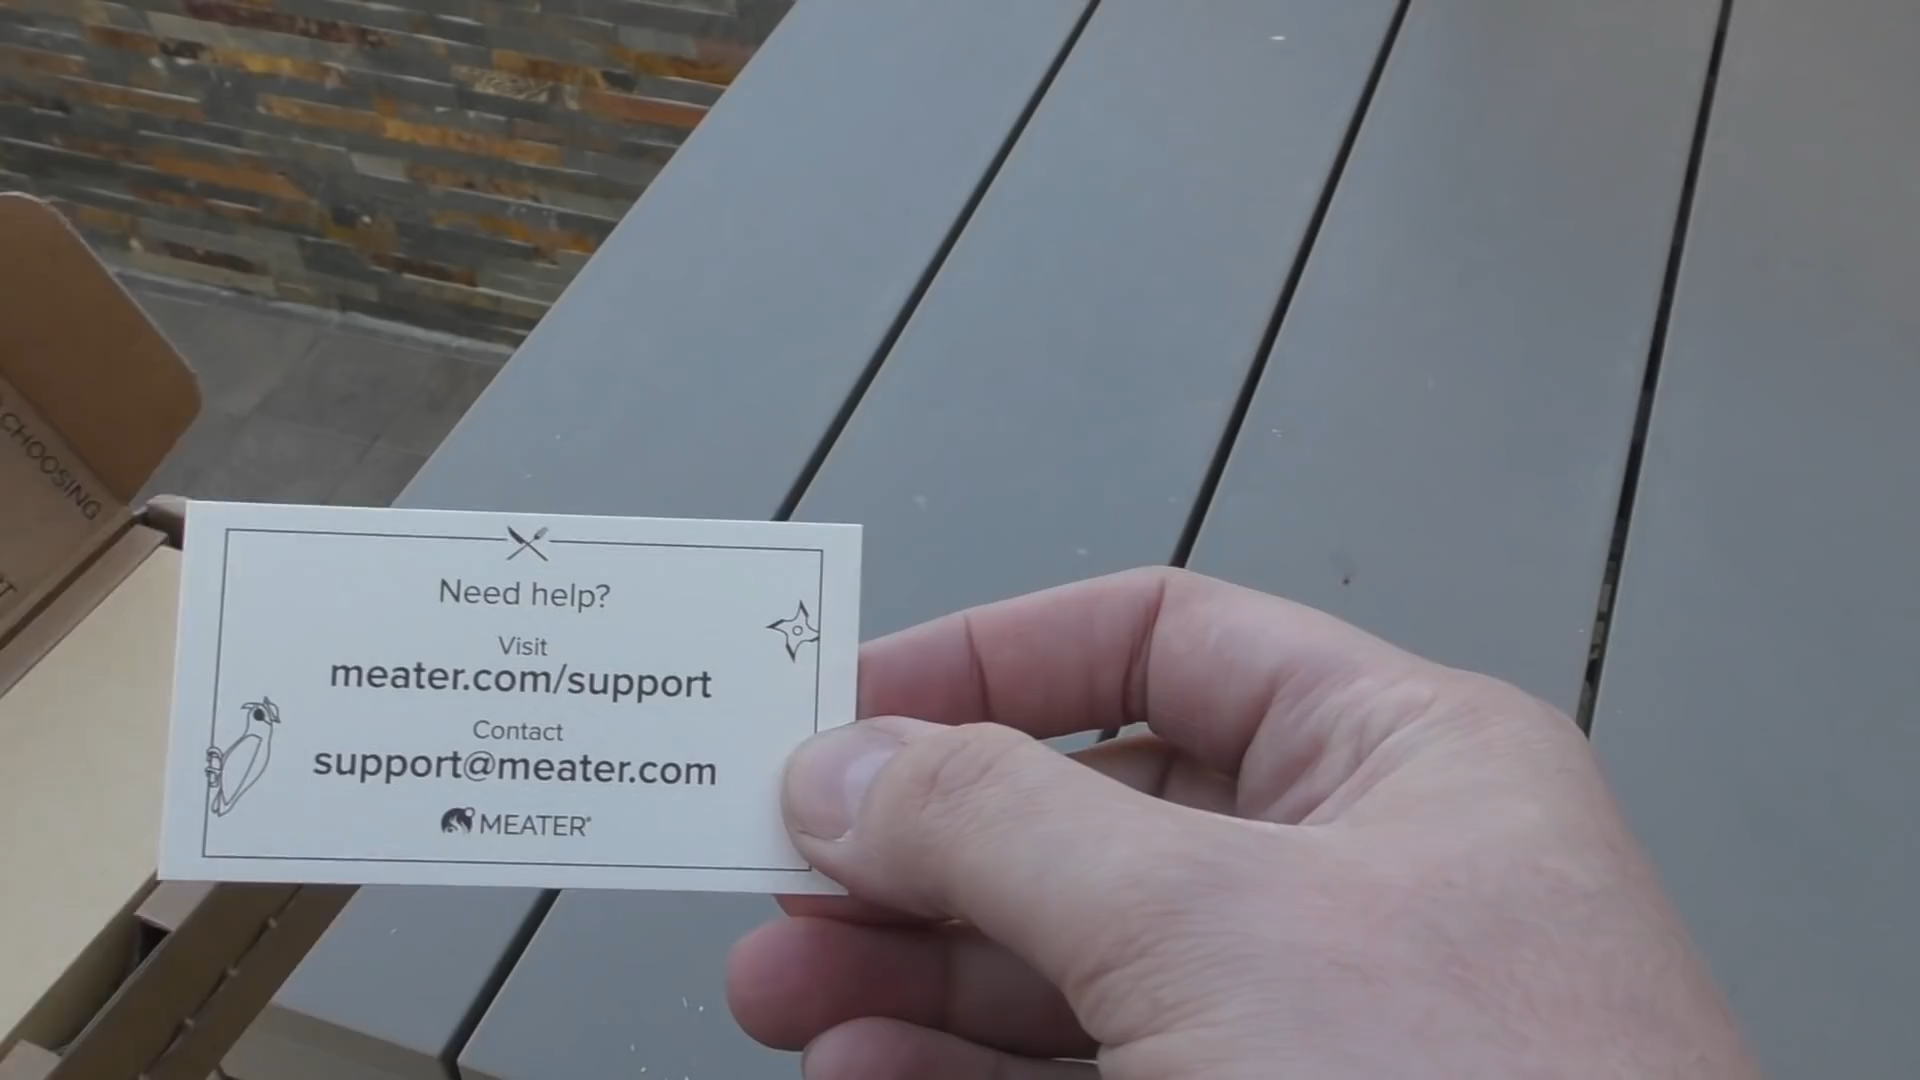 CHOOSING
Need help?
Visit
meater.com/support
Contact
support@meater.com
MEATER®